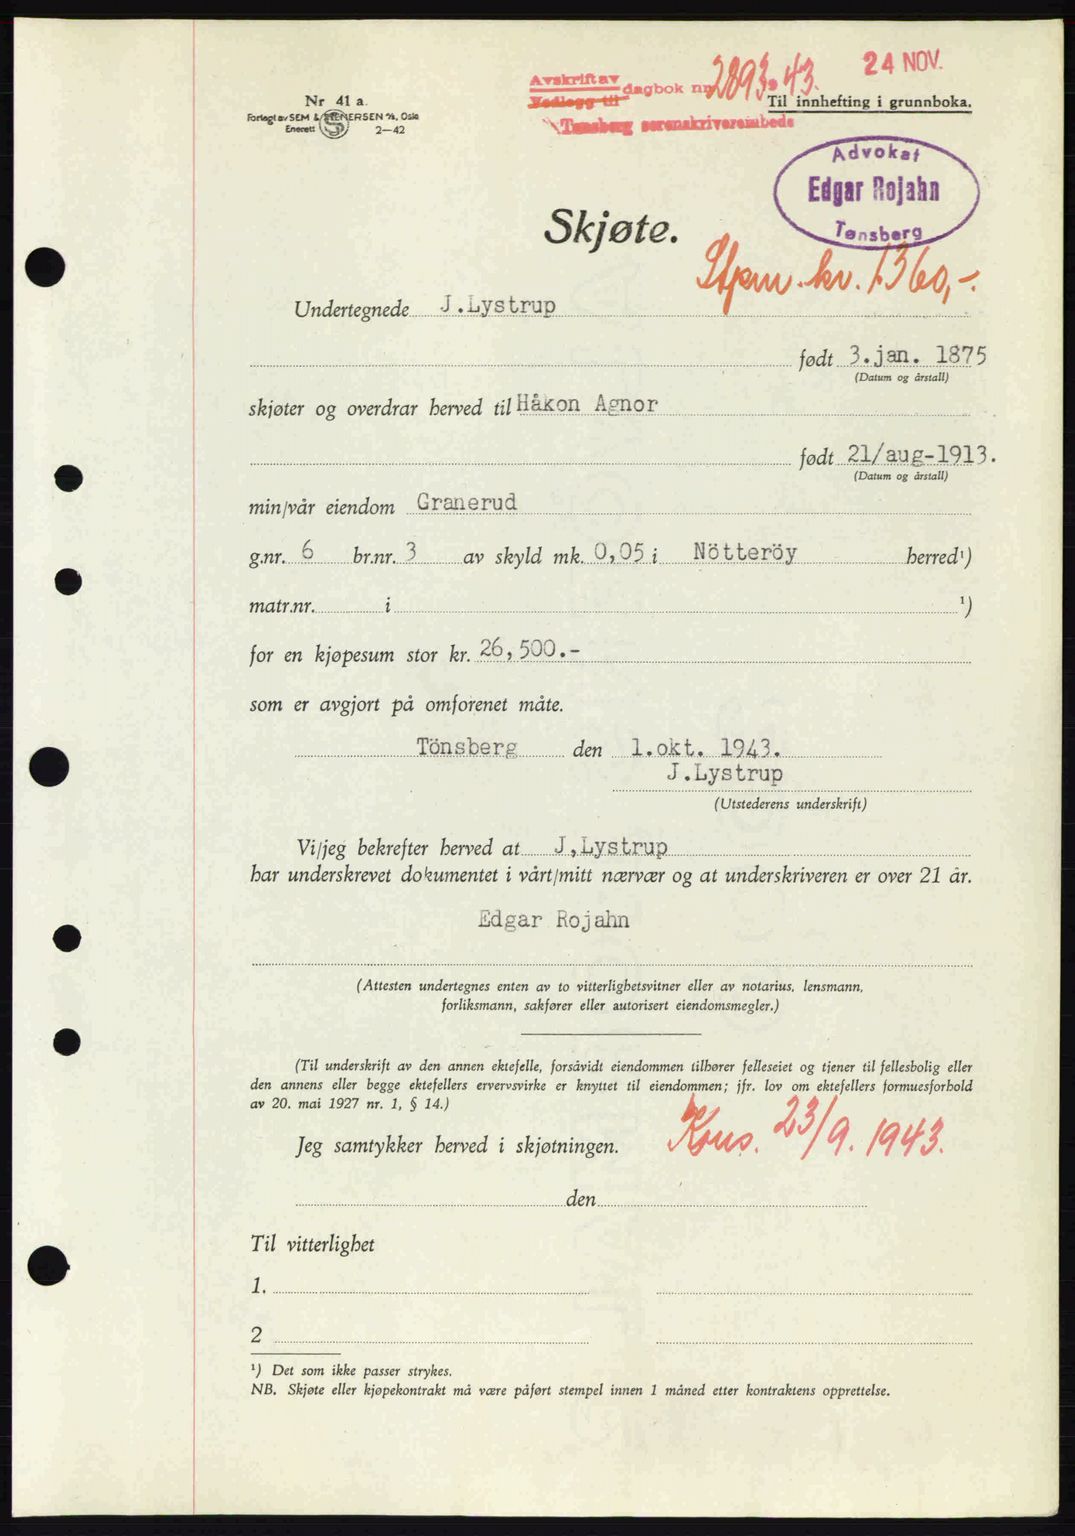 Nr 41 a.
Forlagt av SEM & STENERSEN A/S, Oslo
Enerett 2-42
Avskrift av
Vedlegg til dagbok nr. 2893.43.
Tønsberg sorenskriverembede
24 NOV.
Til innhefting i grunnboka.
Advokat
Edgar Rojahn
Tønsberg
Skjøte.
Stem. kr. 1360,-.
Undertegnede J.Lystrup
født 3.jan. 1875
(Datum og årstall)
skjøter og overdrar herved til Håkon Agnor
født 21/aug-1913.
(Datum og årstall)
min/vår eiendom Granerud
g.nr. 6 br.nr. 3 av skyld mk. 0,05 i Nötteröy herred¹)
matr.nr. i ¹)
for en kjøpesum stor kr. 26,500.-
som er avgjort på omforenet måte.
Tönsberg den 1.okt. 1943.
J.Lystrup
(Utstederens underskrift)
Vi/jeg bekrefter herved at J,Lystrup
har underskrevet dokumentet i vårt/mitt nærvær og at underskriveren er over 21 år.
Edgar Rojahn
(Attesten undertegnes enten av to vitterlighetsvitner eller av notarius, lensmann,
forliksmann, sakfører eller autorisert eiendomsmegler.)
(Til underskrift av den annen ektefelle, forsåvidt eiendommen tilhører felleseiet og tjener til fellesbolig eller
den annens eller begge ektefellers ervervsvirke er knyttet til eiendommen; jfr. lov om ektefellers formuesforhold
av 20. mai 1927 nr. 1, § 14.)
Jeg samtykker herved i skjøtningen.
Kons. 23/9. 1943.
den
Til vitterlighet
1.
2
¹) Det som ikke passer strykes.
NB. Skjøte eller kjøpekontrakt må være påført stempel innen 1 måned etter kontraktens opprettelse.